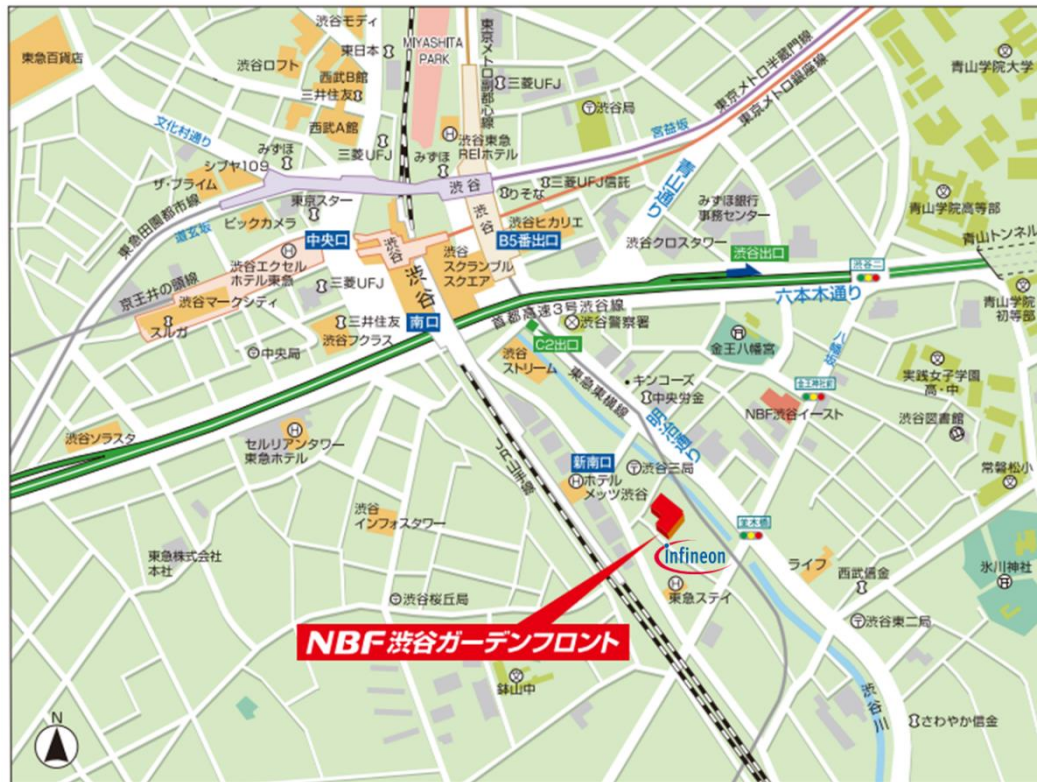 渋谷モディ
東急百貨店
東日本
MIYASHITA
PARK
東京メトロ副都心線
渋谷ロフト
西武B館
三井住友
三菱UFJ
渋谷局
東京メトロ半蔵門線
東京メトロ銀座線
青山学院大学
文化村通り
西武A館
宮益坂
みずほ
三菱UFJ
みずほ
渋谷東急
REIホテル
シブヤ109
ザ・プライム
渋谷
りそな
三菱UFJ信託
青山通り
みずほ銀行
事務センター
青山学院高等部
東急田園都市線
東京スター
ビックカメラ
道玄坂
中央口
渋谷
渋谷
B5番出口
渋谷ヒカリエ
渋谷クロスタワー
渋谷出口
青山トンネル
渋谷エクセル
ホテル東急
渋谷
渋谷
スクランブル
スクエア
渋谷二
京王井の頭線
渋谷マークシティ
三菱UFJ
六本木通り
青山学院
初等部
スルガ
三井住友
南口
首都高速3号渋谷線
渋谷警察署
八幡坂
中央局
渋谷フクラス
C2出口
金王八幡宮
渋谷
ストリーム
東急東横線
キンコーズ
中央労金
金王神社前
実践女子学園
高・中
NBF渋谷イースト
渋谷図書館
明治通り
渋谷ソラスタ
セルリアンタワー
東急ホテル
新南口
渋谷三局
常磐松小
ホテル
メッツ渋谷
渋谷
インフォスタワー
infineon
東急株式会社
本社
ライフ
西武信金
氷川神社
東急ステイ
渋谷桜丘局
渋谷東二局
NBF 渋谷ガーデンフロント
鉢山中
渋谷川
さわやか信金
N